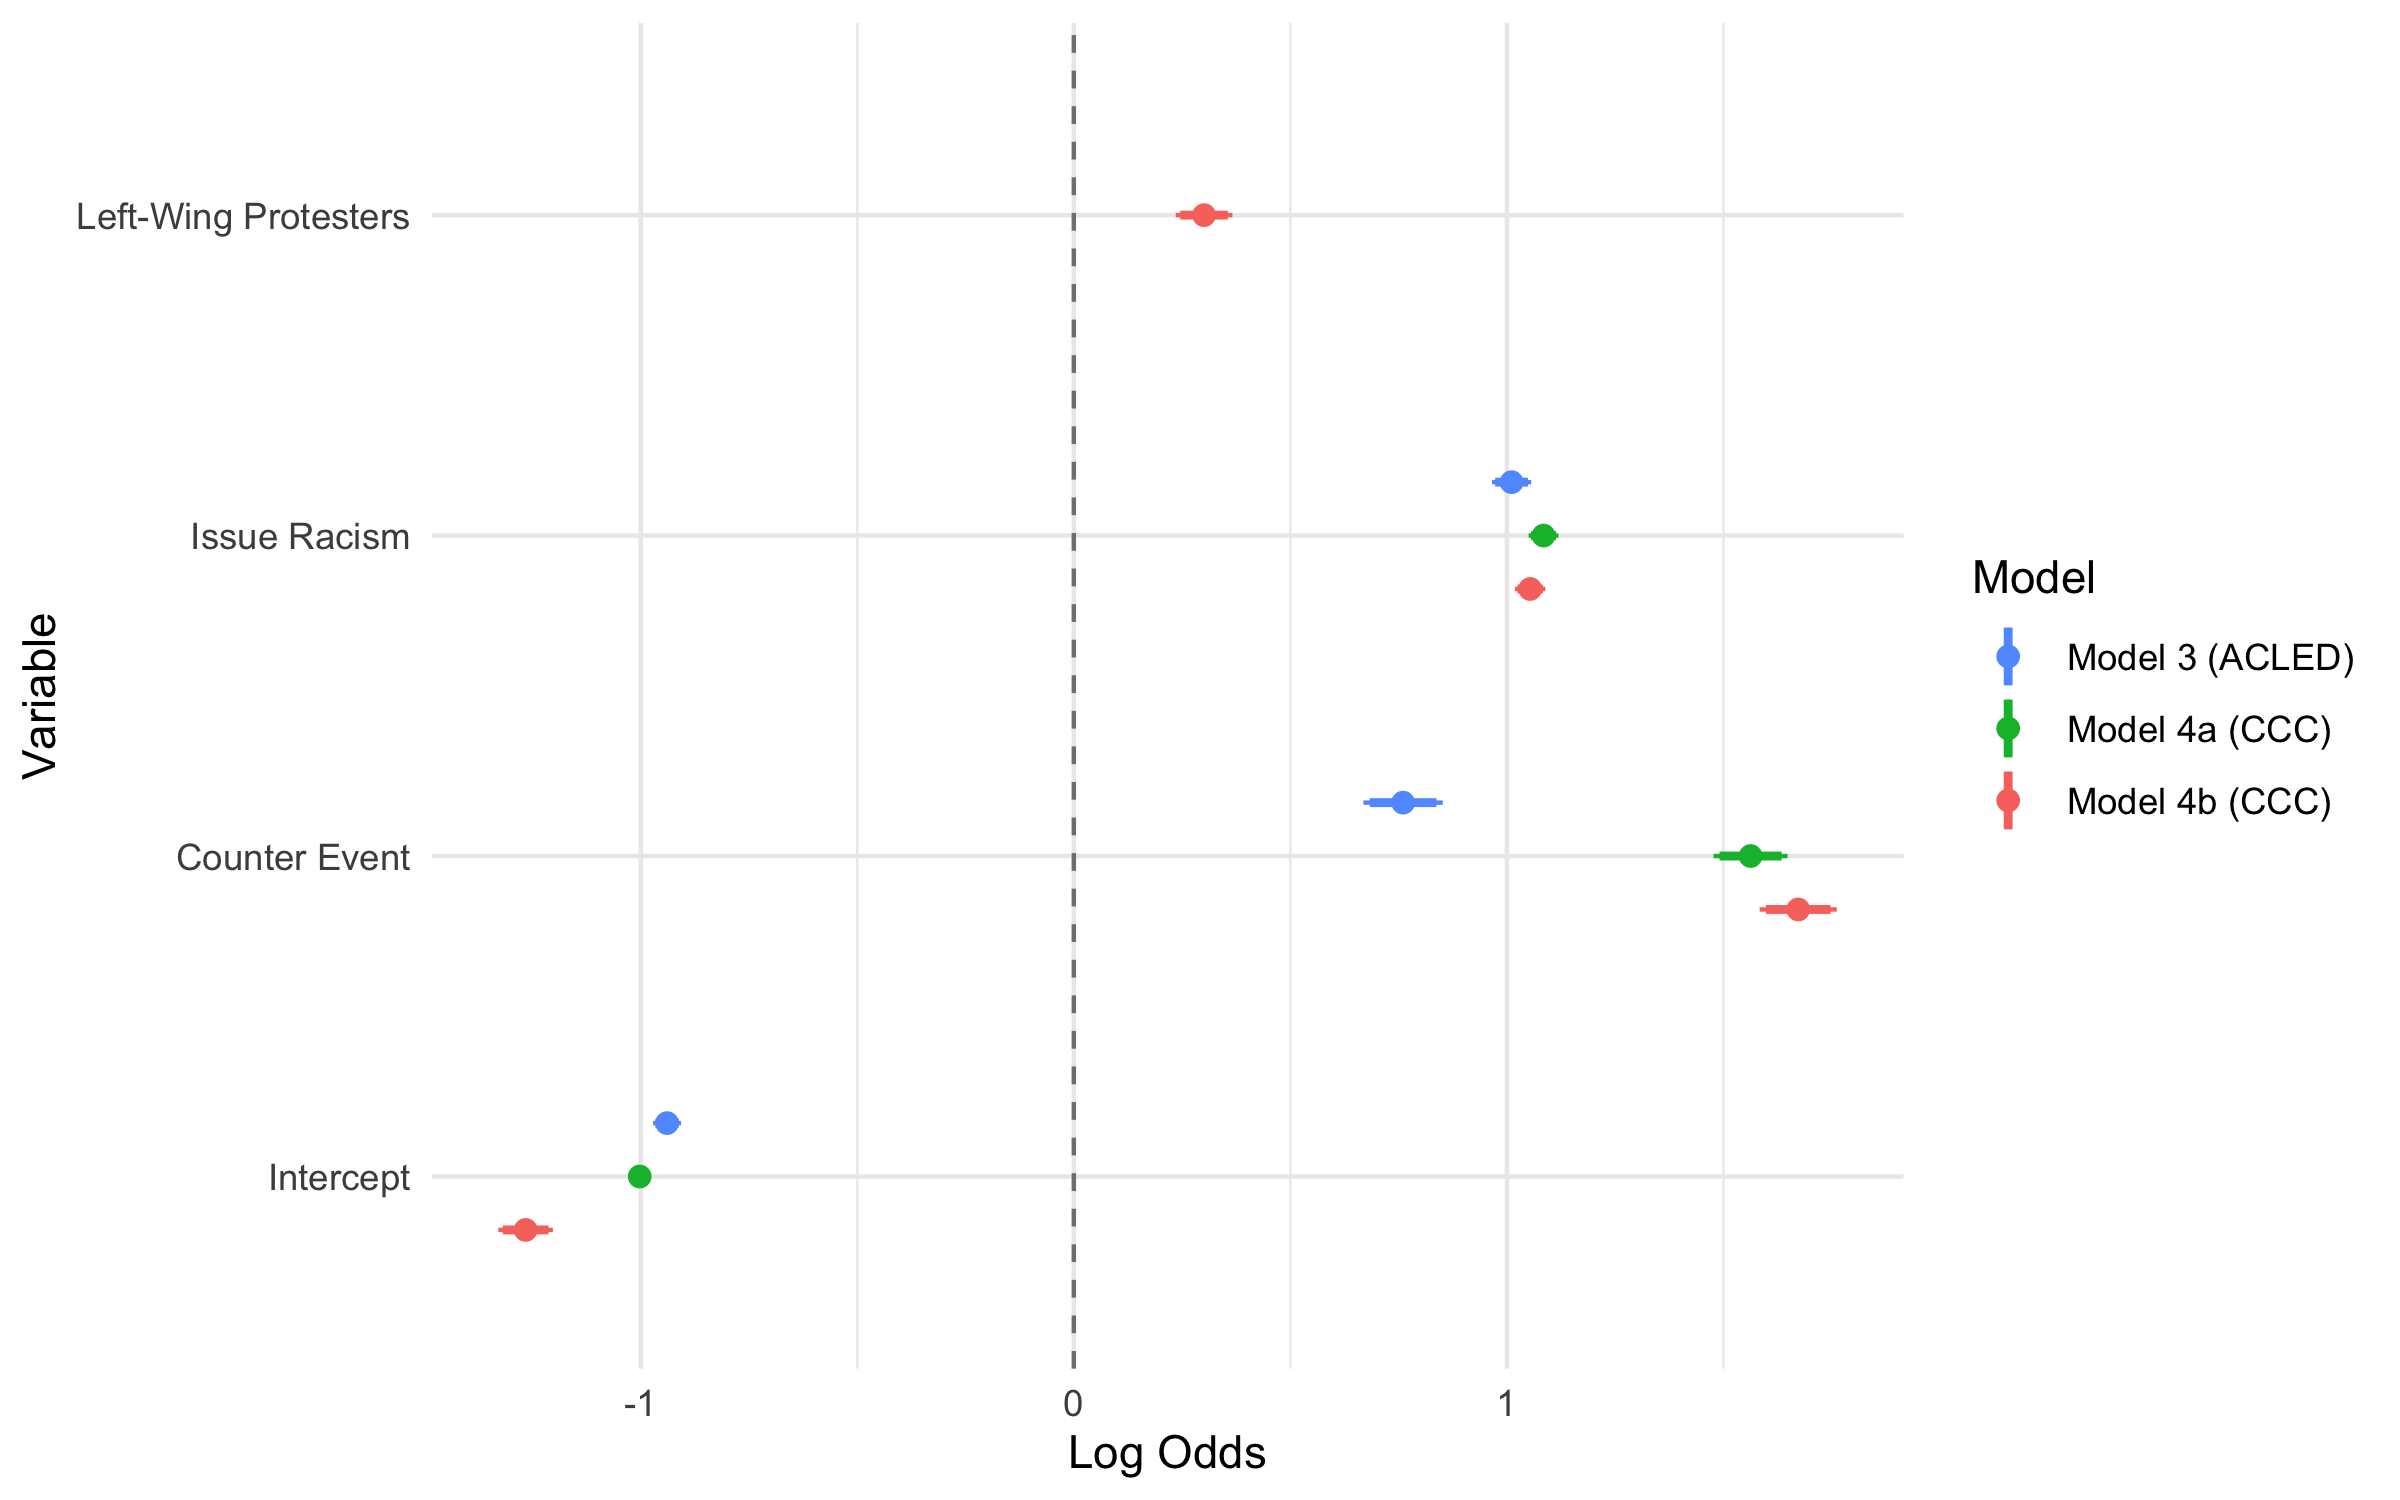 Left-Wing Protesters
Issue Racism
Counter Event
Intercept
Variable
-1
0
1
Log Odds
Model
Model 3 (ACLED)
Model 4a (CCC)
Model 4b (CCC)